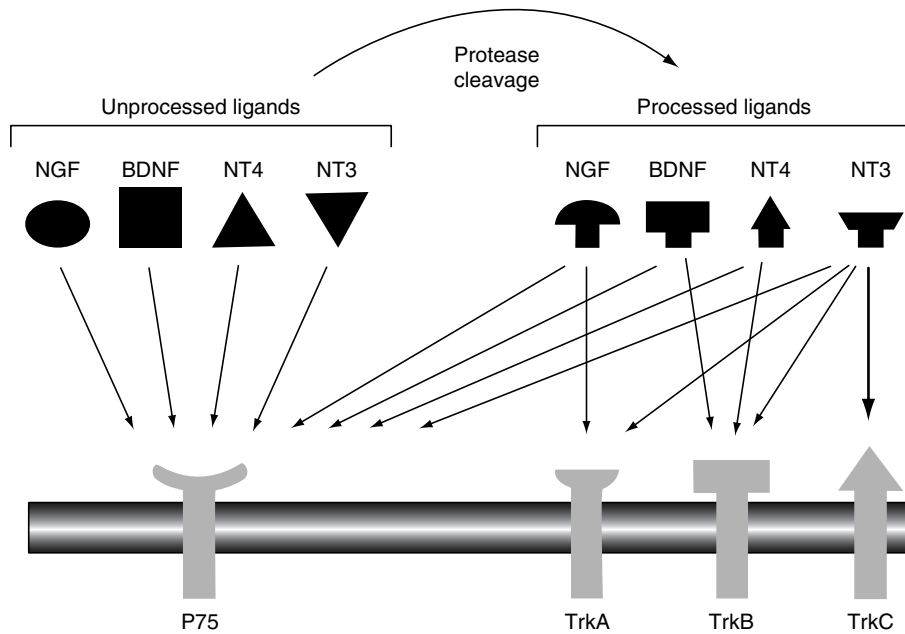 Protease
cleavage
Unprocessed ligands
Processed ligands
NGF BDNF NT4 NT3
NGF BDNF NT4 NT3
P75 TrkA TrkB TrkC